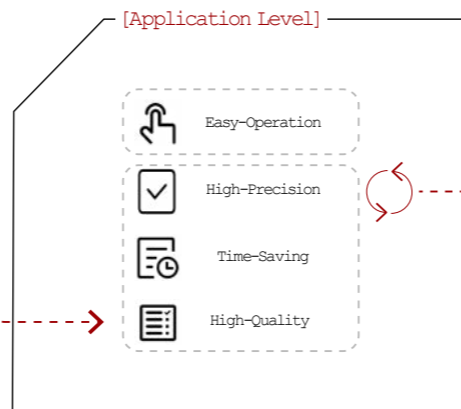 [Application Level]
Easy-Operation
High-Precision
Time-Saving
High-Quality